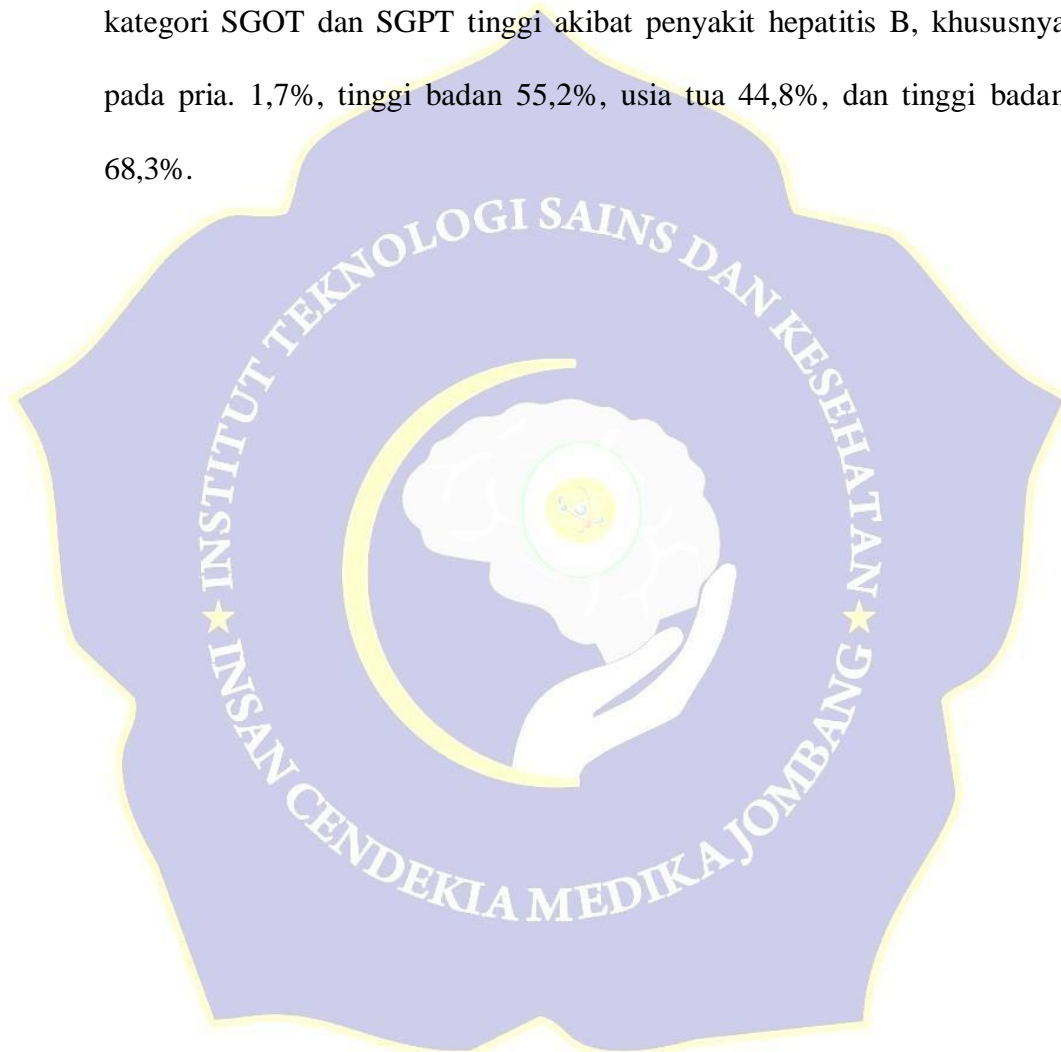 kategori SGOT dan SGPT tinggi akibat penyakit hepatitis B, khususnya
pada pria. 1,7%, tinggi badan 55,2%, usia tua 44,8%, dan tinggi badan
68,3%.
INSTITUT TEKNOLOGI SAINS DAN KESEHATAN
INSAN CENDEKIA MEDIKA JOMBANG